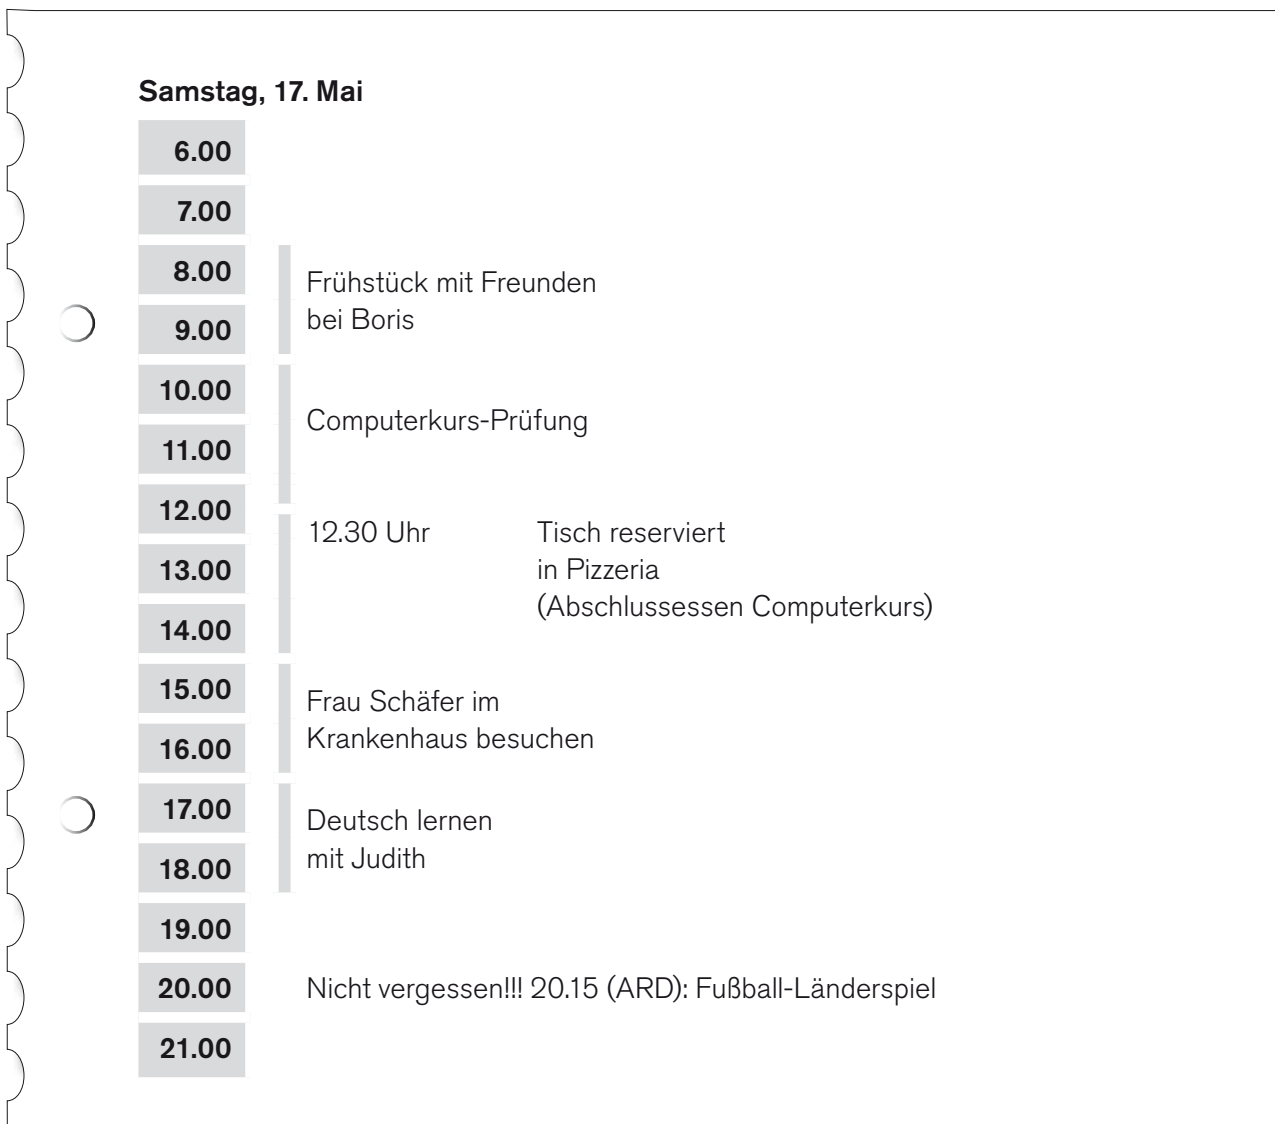 Samstag, 17. Mai
6.00
7.00
8.00
Frühstück mit Freunden
bei Boris
9.00
10.00
Computerkurs-Prüfung
11.00
12.00
12.30 Uhr Tisch reserviert
in Pizzeria
(Abschlussessen Computerkurs)
13.00
14.00
15.00
Frau Schäfer im
Krankenhaus besuchen
16.00
17.00
Deutsch lernen
mit Judith
18.00
19.00
20.00 Nicht vergessen!!! 20.15 (ARD): Fußball-Länderspiel
21.00